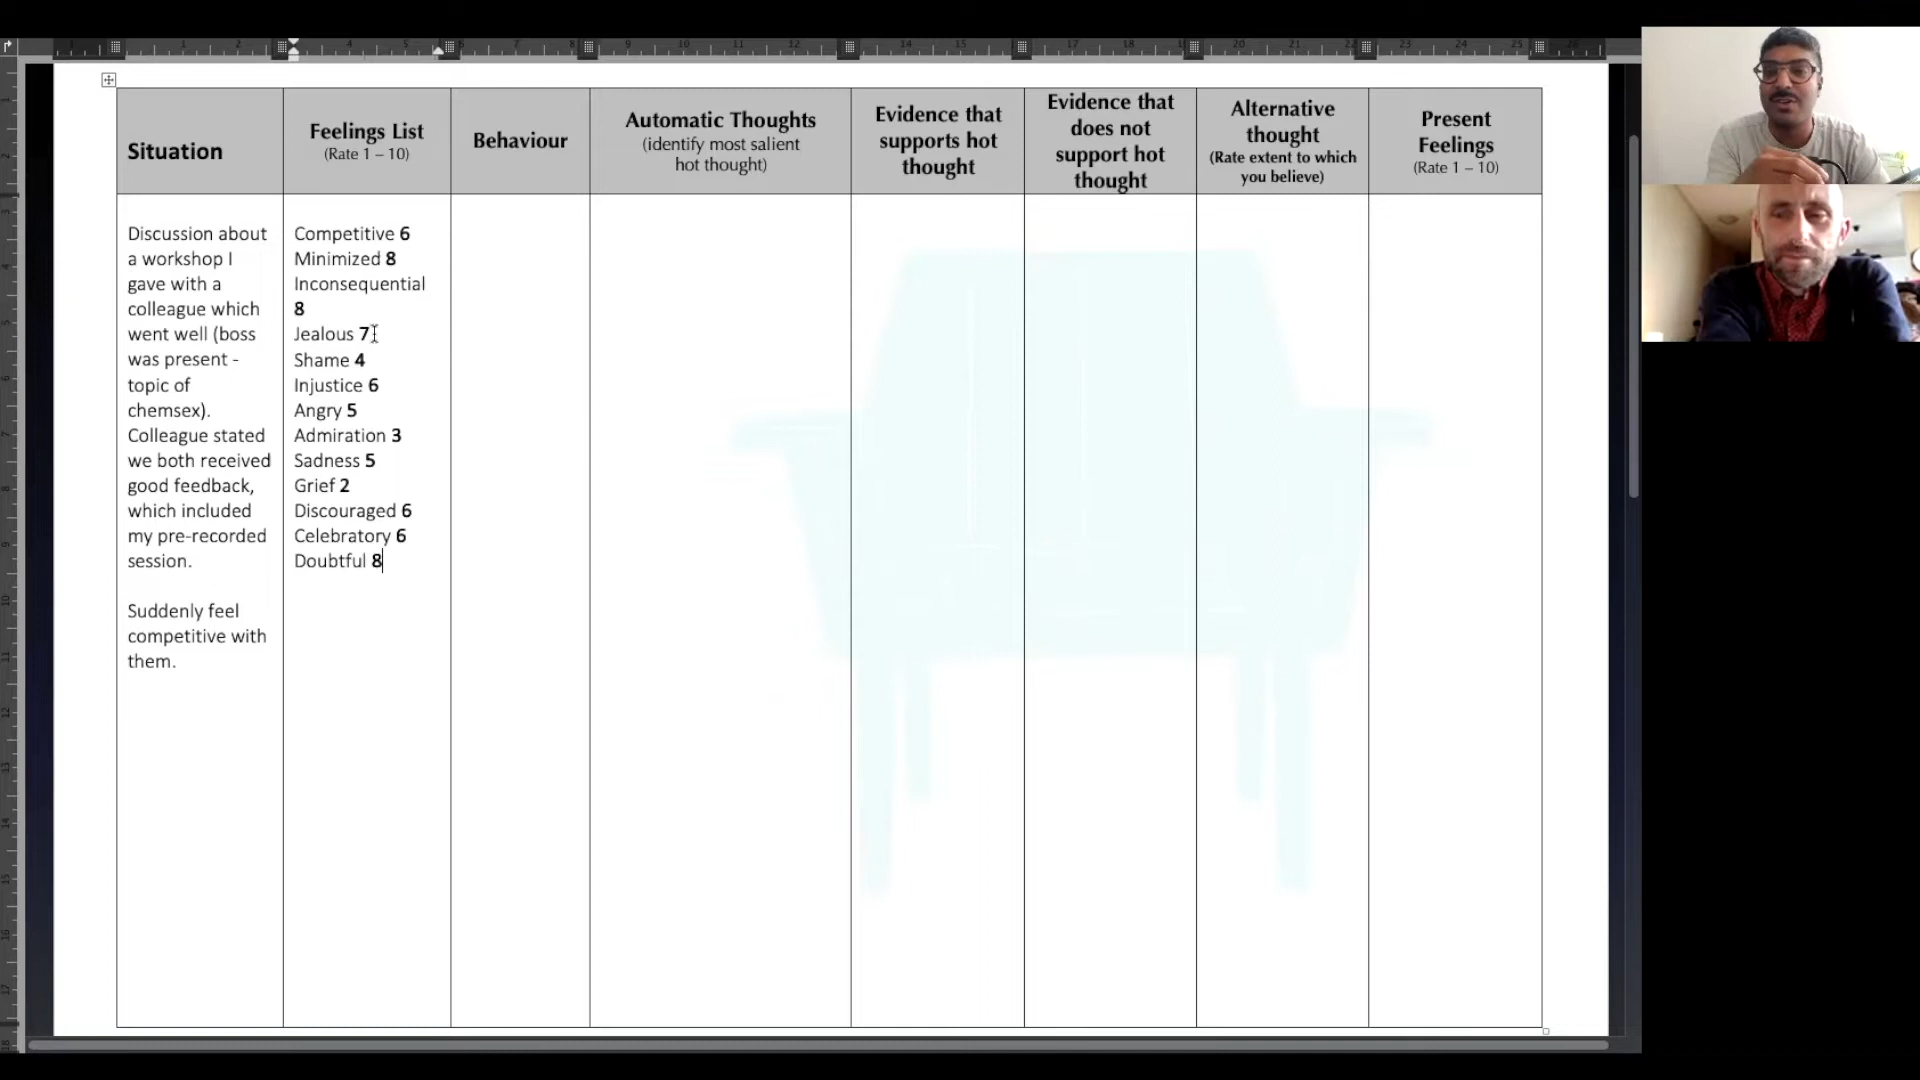 Situation
Feelings List
(Rate 1 – 10)
Behaviour
Automatic Thoughts
(identify most salient
hot thought)
Evidence that
supports hot
thought
Evidence that
does not
support hot
thought
Alternative
thought
(Rate extent to which
you believe)
Present
Feelings
(Rate 1 – 10)
Discussion about
a workshop I
gave with a
colleague which
went well (boss
was present -
topic of
chemsex).
Colleague stated
we both received
good feedback,
which included
my pre-recorded
session.
Suddenly feel
competitive with
them.
Competitive 6
Minimized 8
Inconsequential
8
Jealous 7
Shame 4
Injustice 6
Angry 5
Admiration 3
Sadness 5
Grief 2
Discouraged 6
Celebratory 6
Doubtful 8